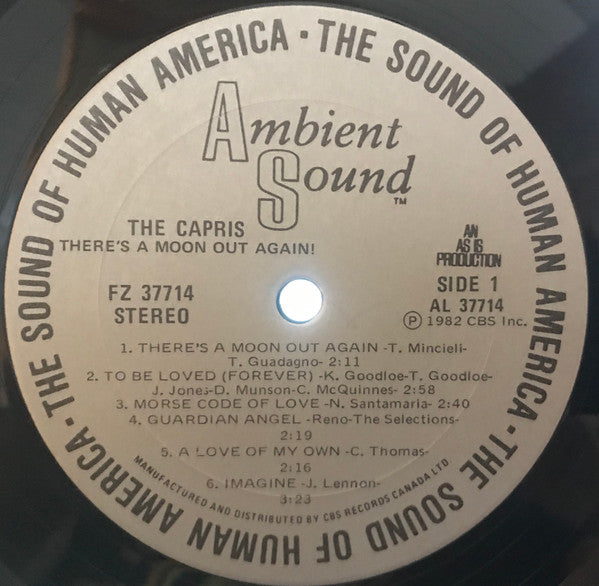 THE SOUND OF HUMAN AMERICA • THE SOUND OF HUMAN AMERICA • THE SOUND OF HUMAN AMERICA •
Ambient
Sound
TM
THE CAPRIS
THERE'S A MOON OUT AGAIN!
AN
AS IS
PRODUCTION
FZ 37714
STEREO
SIDE 1
AL 37714
Ⓟ 1982 CBS Inc.
1. THERE'S A MOON OUT AGAIN -T. Mincieli-
T. Guadagno- 2:11
2. TO BE LOVED (FOREVER) -K. Goodloe-T. Goodloe-
J. Jones-D. Munson-C. McQuinnes- 2:58
3. MORSE CODE OF LOVE -N. Santamaria- 2:40
4. GUARDIAN ANGEL -Reno-The Selections-
2:19
5. A LOVE OF MY OWN -C. Thomas-
2:16
6. IMAGINE -J. Lennon-
3:23
MANUFACTURED AND DISTRIBUTED BY CBS RECORDS CANADA LTD.